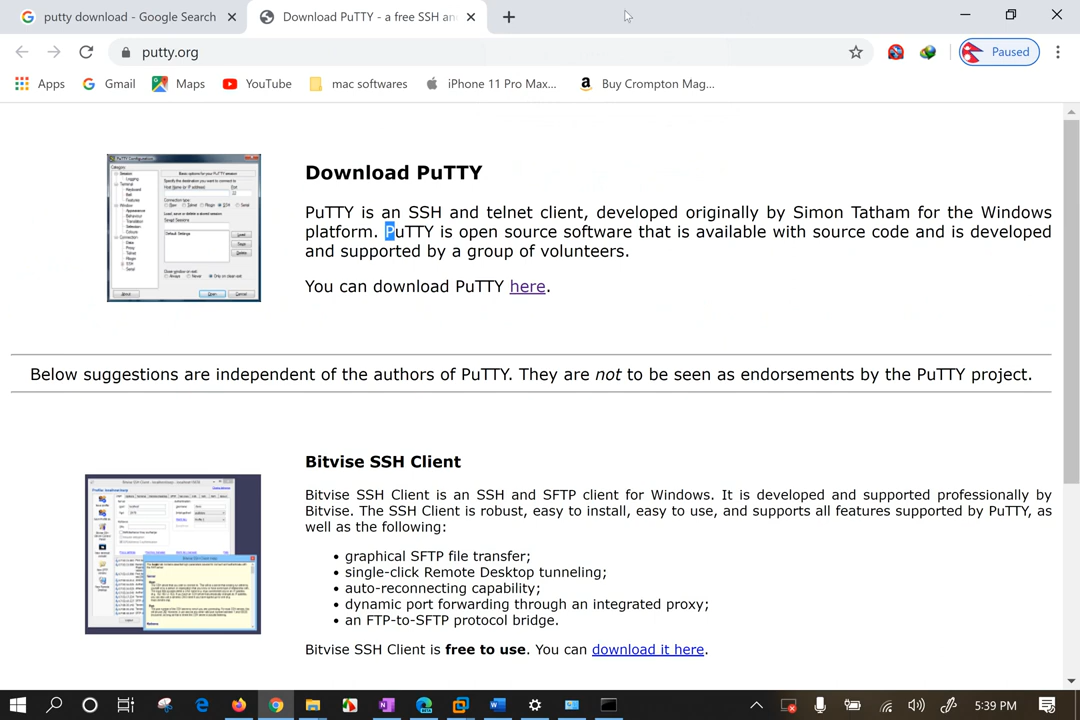 putty download - Google Search
Download PuTTY - a free SSH an
putty.org
Paused
Apps
Gmail
Maps
YouTube
mac softwares
iPhone 11 Pro Max...
Buy Crompton Mag...
Download PuTTY
PuTTY is an SSH and telnet client, developed originally by Simon Tatham for the Windows
platform. PuTTY is open source software that is available with source code and is developed
and supported by a group of volunteers.
You can download PuTTY here.
Below suggestions are independent of the authors of PuTTY. They are not to be seen as endorsements by the PuTTY project.
Bitvise SSH Client
Bitvise SSH Client is an SSH and SFTP client for Windows. It is developed and supported professionally by
Bitvise. The SSH Client is robust, easy to install, easy to use, and supports all features supported by PuTTY, as
well as the following:
• graphical SFTP file transfer;
• single-click Remote Desktop tunneling;
• auto-reconnecting capability;
• dynamic port forwarding through an integrated proxy;
• an FTP-to-SFTP protocol bridge.
Bitvise SSH Client is free to use. You can download it here.
5:39 PM